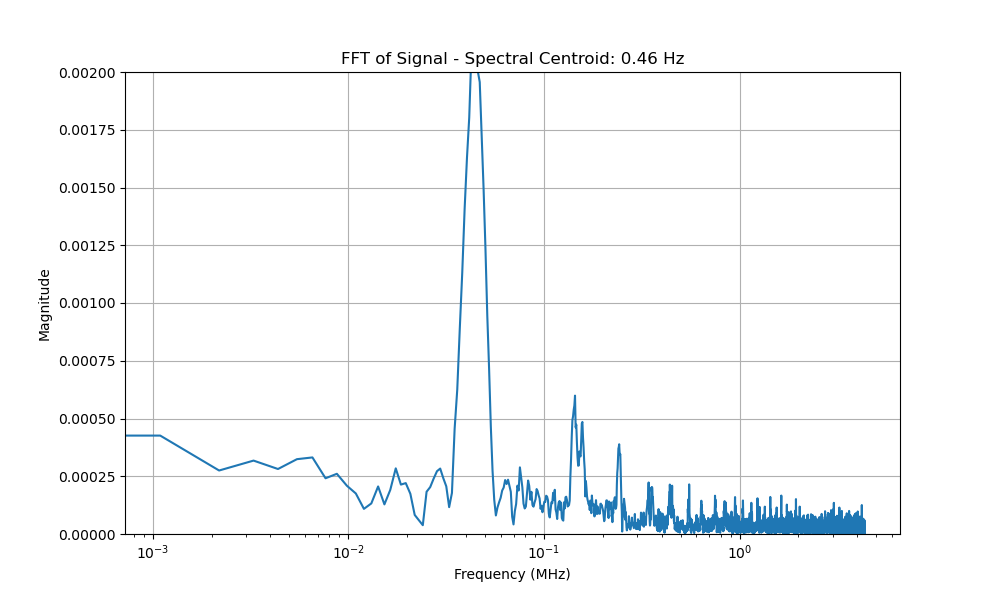 FFT of Signal - Spectral Centroid: 0.46 Hz
0.00200
0.00175
0.00150
0.00125
0.00100
0.00075
0.00050
0.00025
0.00000
Magnitude
10⁻³ 10⁻² 10⁻¹ 10⁰
Frequency (MHz)